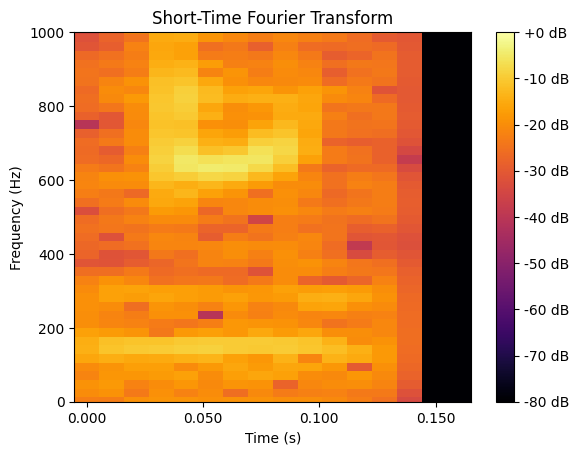 Short-Time Fourier Transform
1000
800
600
400
200
0
Frequency (Hz)
0.000
0.050
0.100
0.150
Time (s)
+0 dB
-10 dB
-20 dB
-30 dB
-40 dB
-50 dB
-60 dB
-70 dB
-80 dB